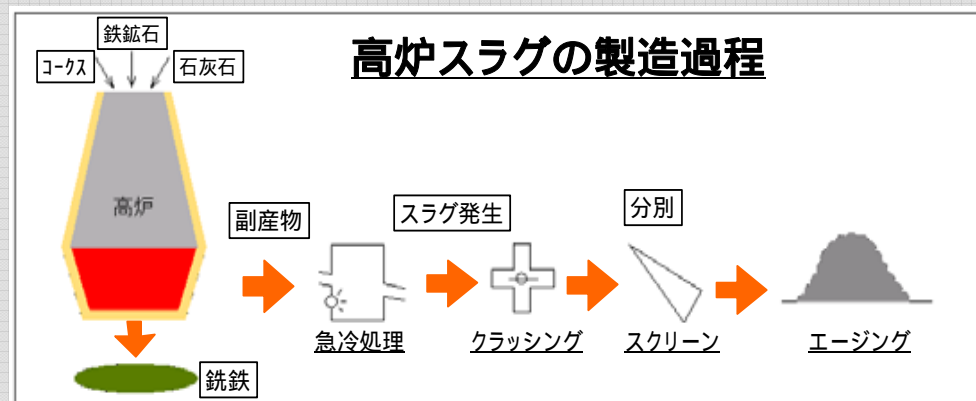 高炉スラグの製造過程
鉄鉱石
コークス
石灰石
高炉
副産物
スラグ発生
分別
急冷処理
クラッシング
スクリーン
エージング
銑鉄